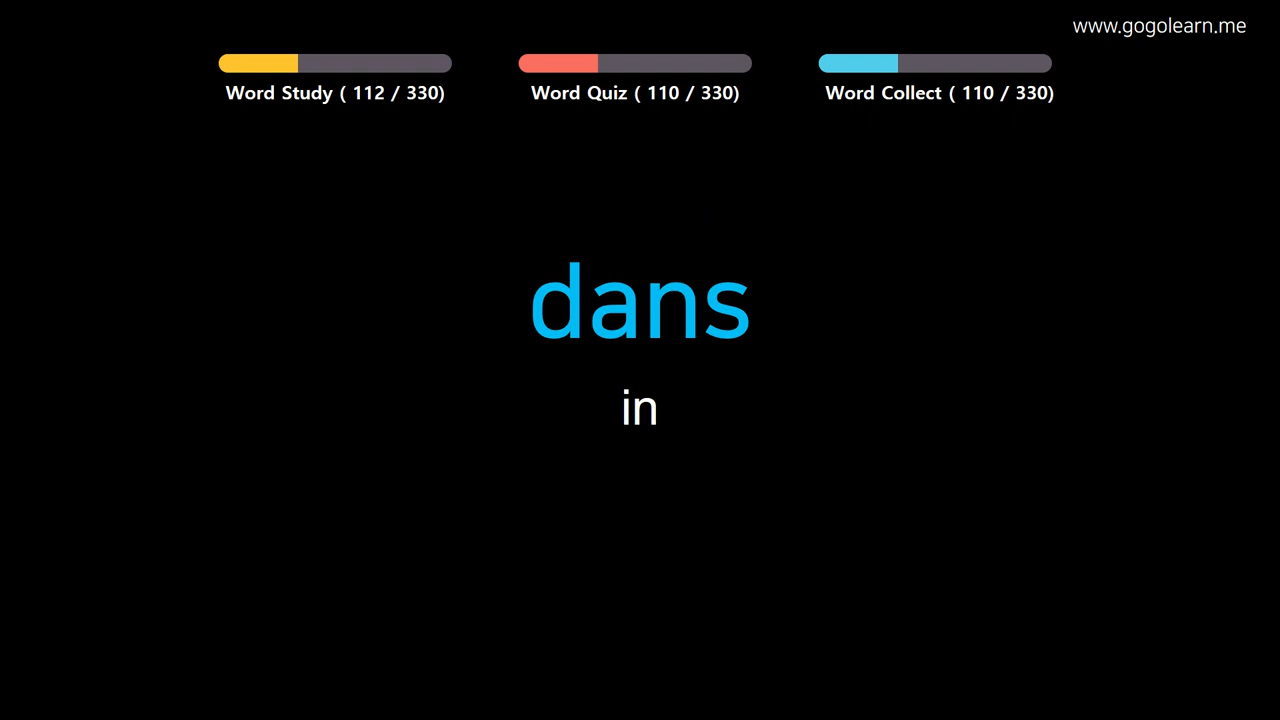 www.gogolearn.me
Word Study ( 112 / 330)
Word Quiz ( 110 / 330)
Word Collect ( 110 / 330)
dans
in